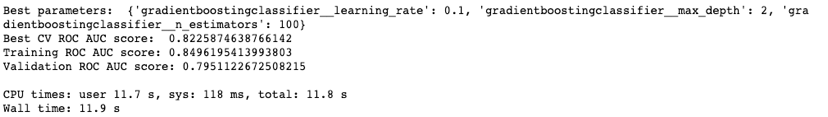 Best parameters:  {'gradientboostingclassifier__learning_rate': 0.1, 'gradientboostingclassifier__max_depth': 2, 'gra
dientboostingclassifier__n_estimators': 100}
Best CV ROC AUC score:  0.8225874638766142
Training ROC AUC score: 0.8496195413993803
Validation ROC AUC score: 0.7951122672508215

CPU times: user 11.7 s, sys: 118 ms, total: 11.8 s
Wall time: 11.9 s